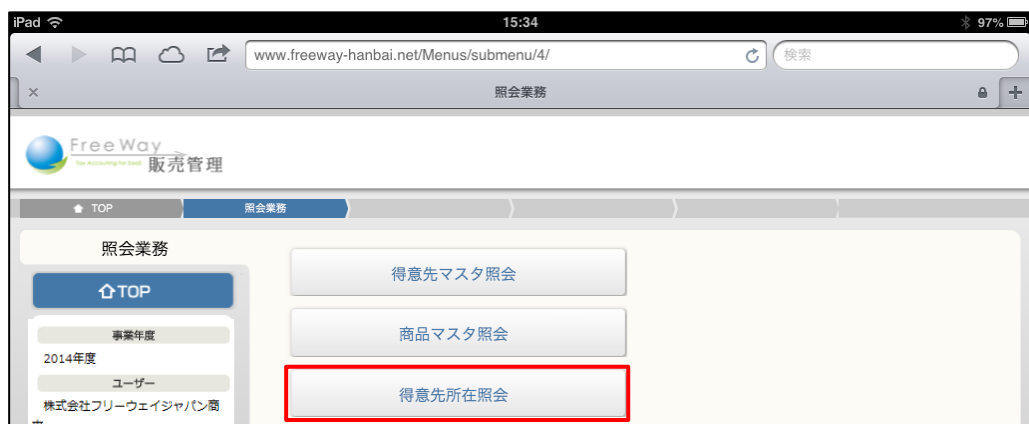 iPad 15:34 97%
www.freeway-hanbai.net/Menus/submenu/4/ 検索
× 照会業務 +
FreeWay
販売管理
TOP 照会業務
照会業務
得意先マスタ照会
TOP
商品マスタ照会
事業年度
2014年度
ユーザー
得意先所在照会
株式会社フリーウェイジャパン商